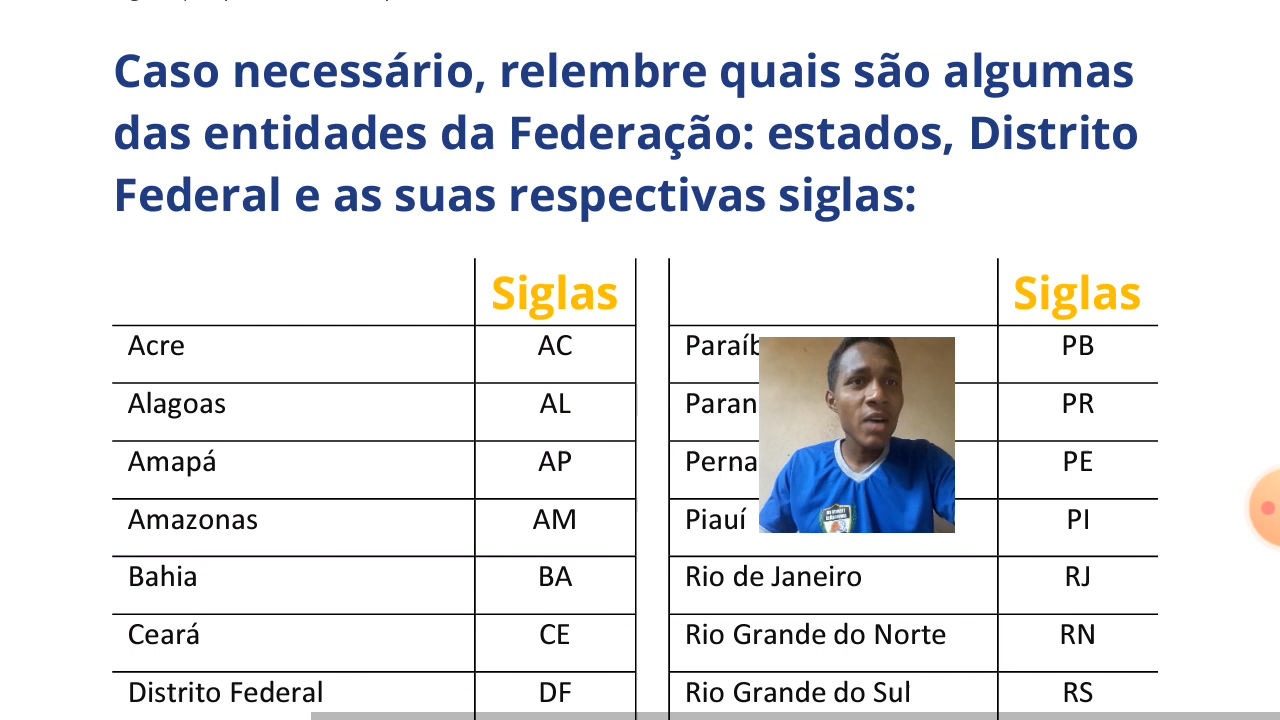 Caso necessário, relembre quais são algumas
das entidades da Federação: estados, Distrito
Federal e as suas respectivas siglas:
Siglas
Acre AC
Alagoas AL
Amapá AP
Amazonas AM
Bahia BA
Ceará CE
Distrito Federal DF
Siglas
PB
PR
PE
Piauí PI
Rio de Janeiro RJ
Rio Grande do Norte RN
Rio Grande do Sul RS